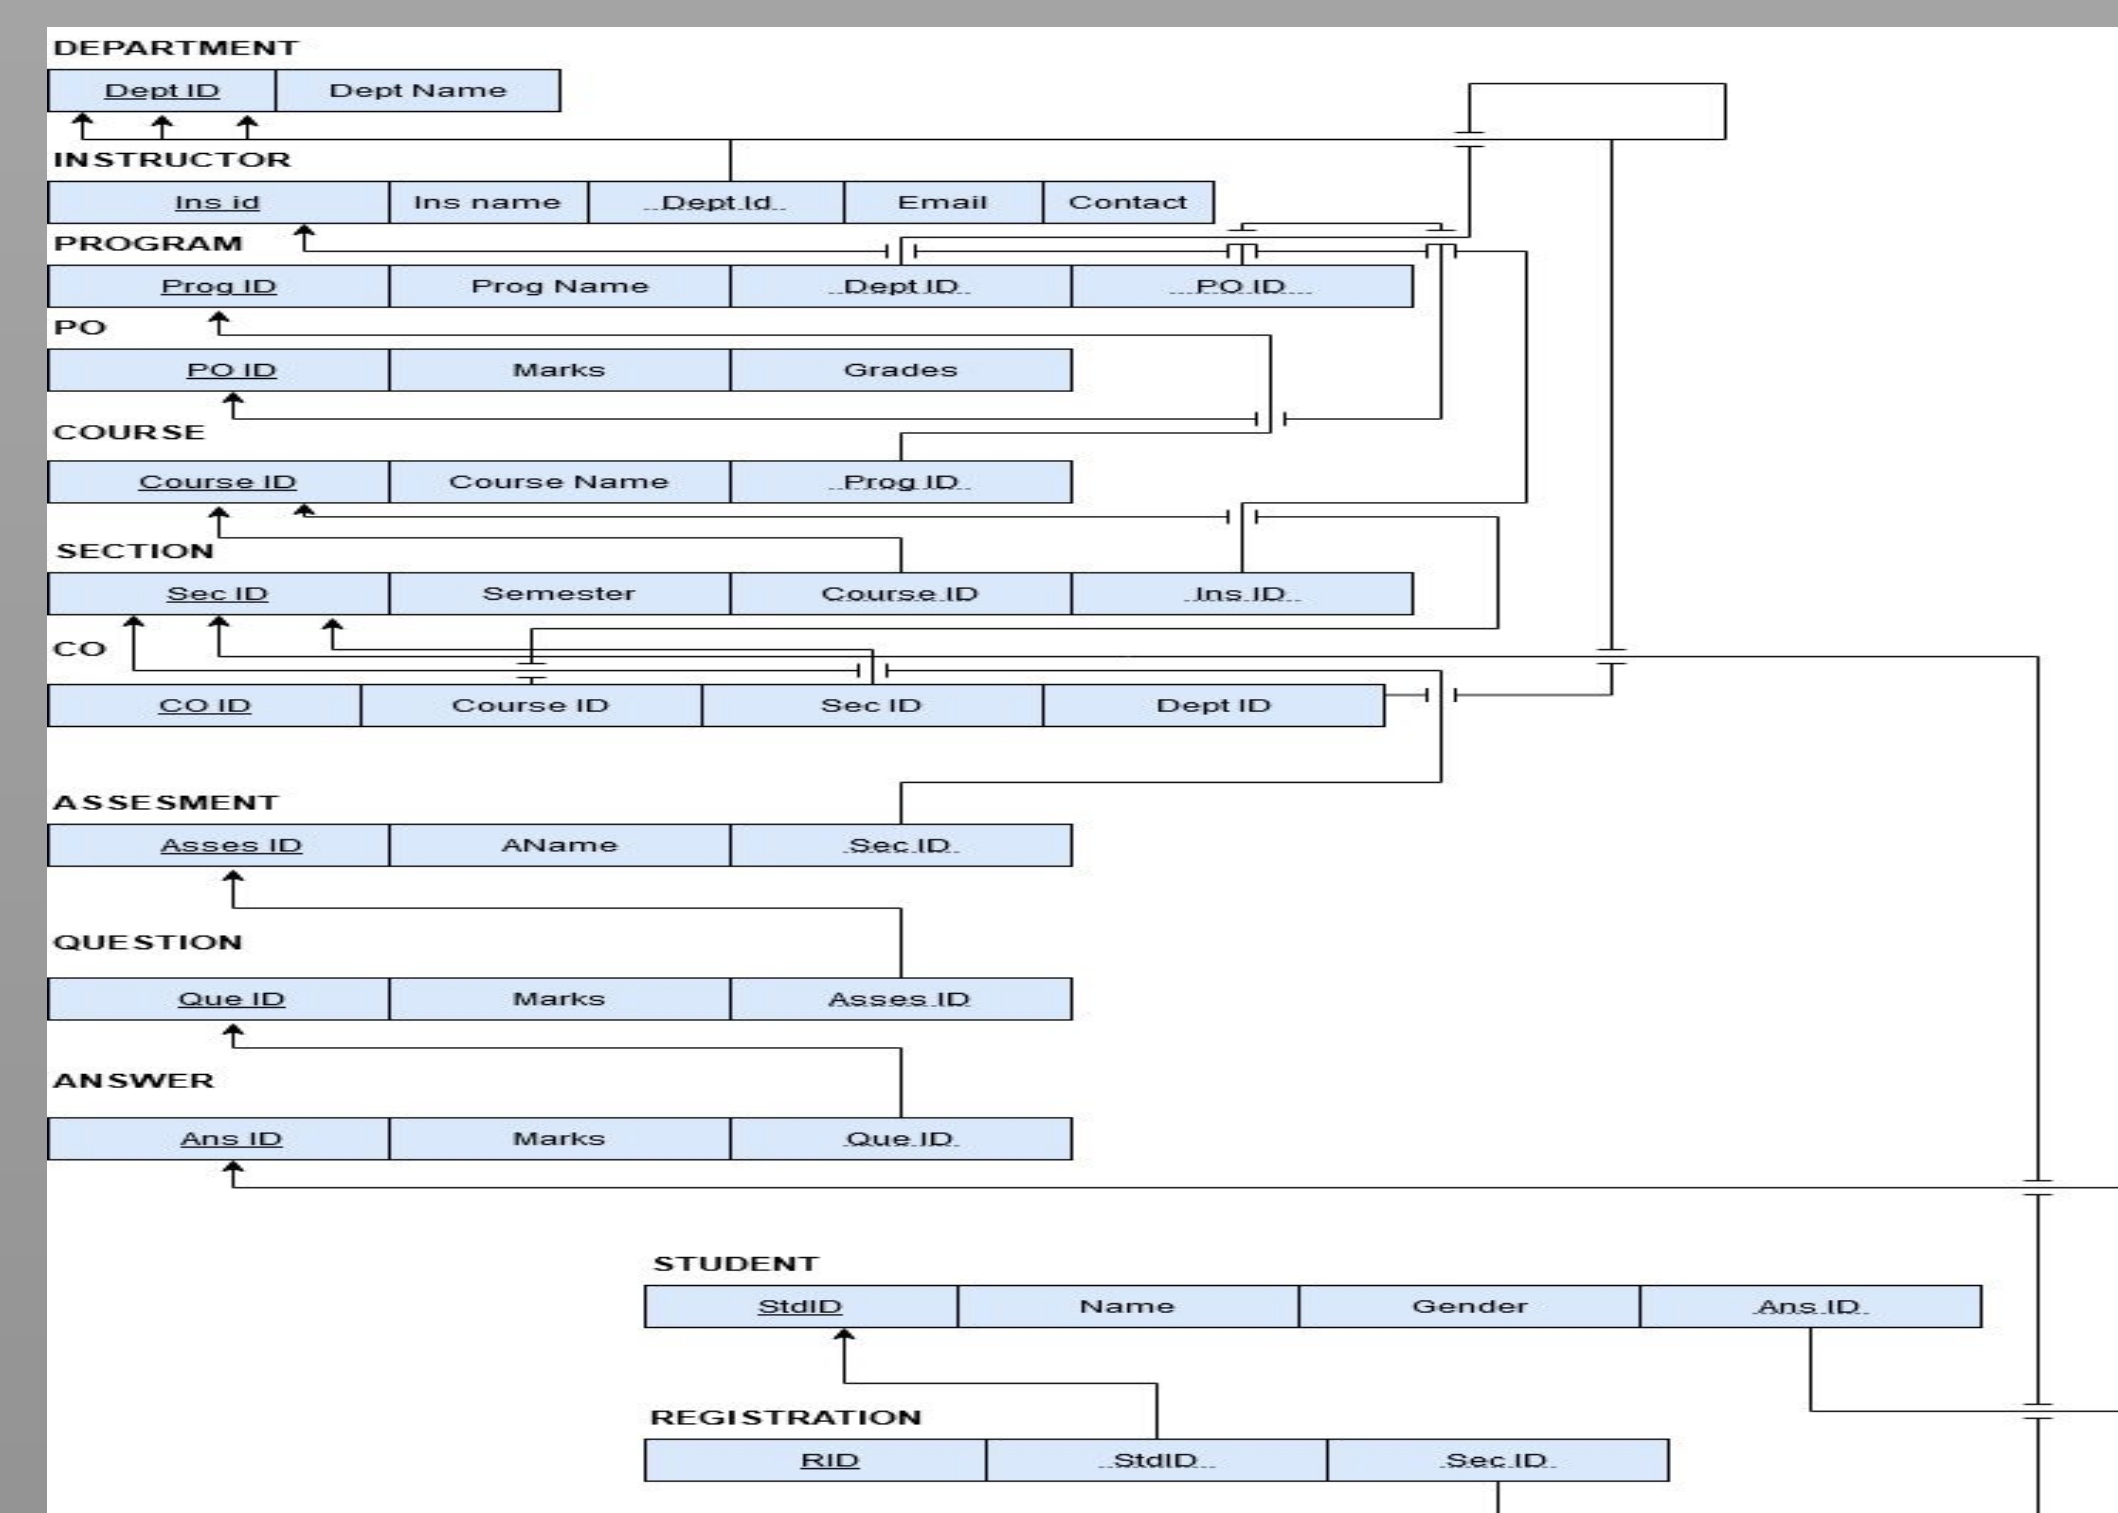 DEPARTMENT
Dept ID Dept Name
INSTRUCTOR
Ins id Ins name Dept Id Email Contact
PROGRAM
Prog ID Prog Name Dept ID PO ID
PO
PO ID Marks Grades
COURSE
Course ID Course Name Prog ID
SECTION
Sec ID Semester Course ID Ins ID
CO
CO ID Course ID Sec ID Dept ID
ASSESMENT
Asses ID AName Sec ID
QUESTION
Que ID Marks Asses ID
ANSWER
Ans ID Marks Que ID
STUDENT
StdID Name Gender Ans ID
REGISTRATION
RID StdID Sec ID